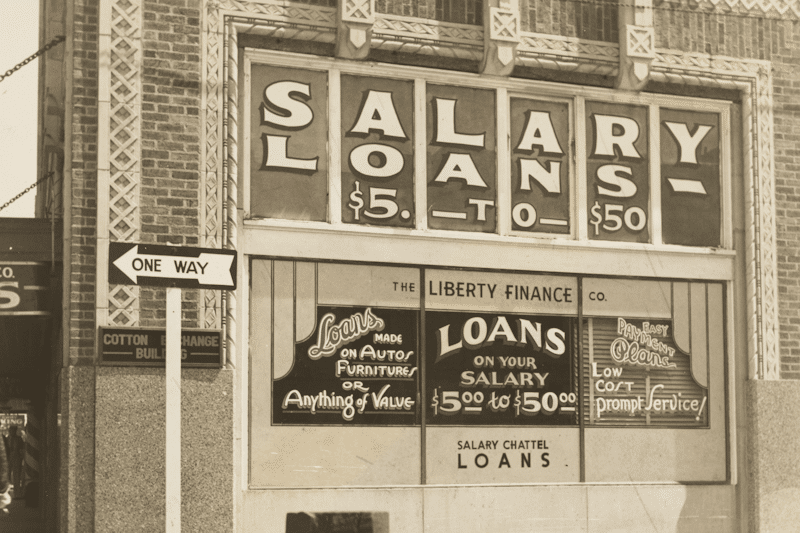 SALARY
LOANS-
$5.-TO-$50
ONE WAY
CO.
S-
COTTON EXCHANGE
BUILDING
THE LIBERTY FINANCE CO.
Loans MADE
ON AUTOS
FURNITURES
OR
Anything of Value
LOANS
ON YOUR
SALARY
$5.00 to $50.00
EASY
PAYMENT
Plans
LOW
COST
prompt Service!
SALARY CHATTEL
LOANS.